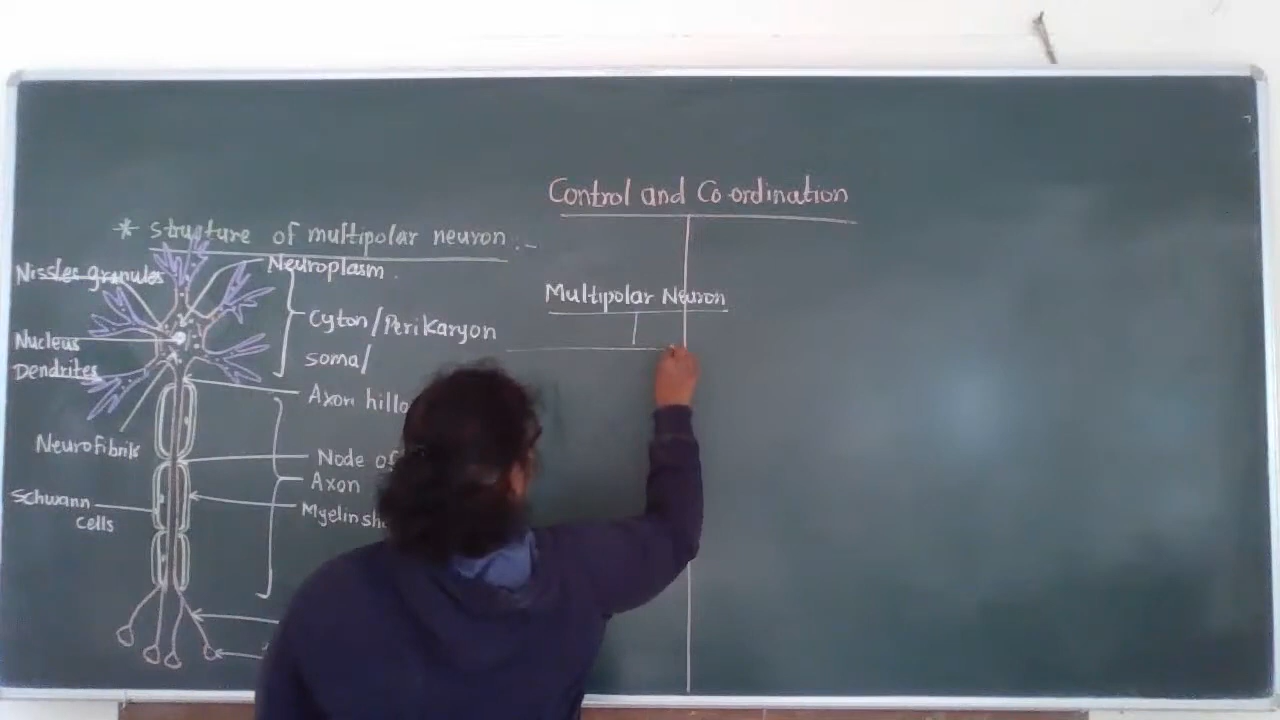 Control and Co ordination
* structure of multipolar neuron :-
Nissles granules
Neuroplasm.
Cyton/Perikaryon
soma/
Nucleus
Dendrites
Axon hillo
Neurofibrils
Node of
Axon
Schwann
cells
Myelin she
Multipolar Neuron